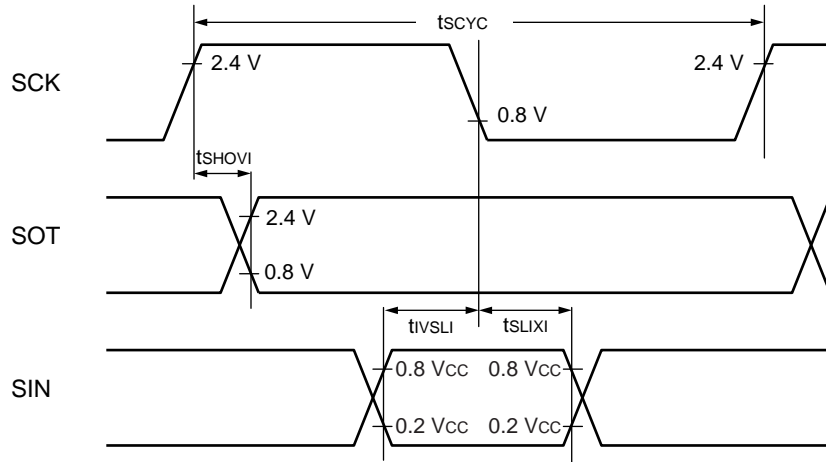 tSCYC
SCK
2.4 V
2.4 V
0.8 V
tSHOVI
SOT
2.4 V
0.8 V
tIVSLI
tSLIXI
SIN
0.8 VCC
0.8 VCC
0.2 VCC
0.2 VCC